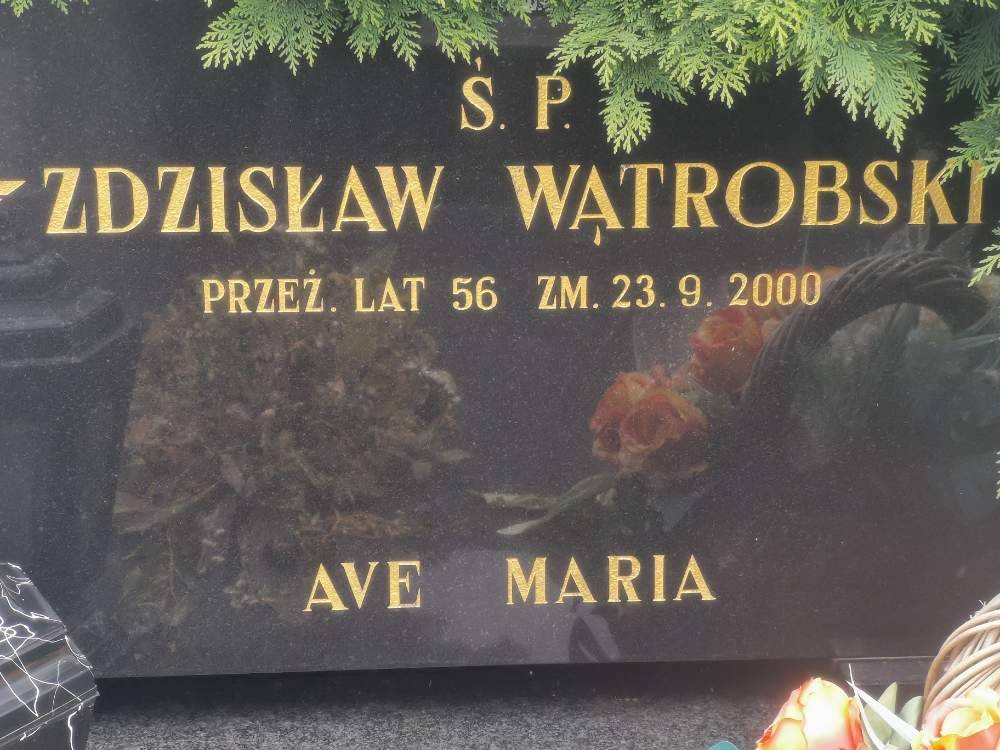 Ś. P.
ZDZISŁAW WĄTROBSKI
PRZEŻ. LAT 56 ZM. 23. 9. 2000
AVE MARIA